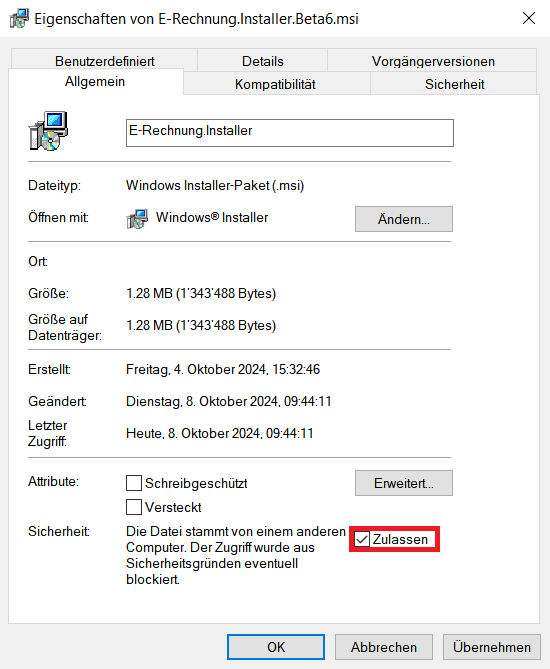 Eigenschaften von E-Rechnung.Installer.Beta6.msi
Benutzerdefiniert Details Vorgängerversionen
Allgemein Kompatibilität Sicherheit
E-Rechnung.Installer
Dateityp: Windows Installer-Paket (.msi)
Öffnen mit: Windows® Installer Ändern...
Ort:
Größe: 1.28 MB (1'343'488 Bytes)
Größe auf
Datenträger: 1.28 MB (1'343'488 Bytes)
Erstellt: Freitag, 4. Oktober 2024, 15:32:46
Geändert: Dienstag, 8. Oktober 2024, 09:44:11
Letzter
Zugriff: Heute, 8. Oktober 2024, 09:44:11
Attribute: Schreibgeschützt Erweitert...
Versteckt
Sicherheit: Die Datei stammt von einem anderen
Computer. Der Zugriff wurde aus
Sicherheitsgründen eventuell
blockiert.
Zulassen
OK Abbrechen Übernehmen